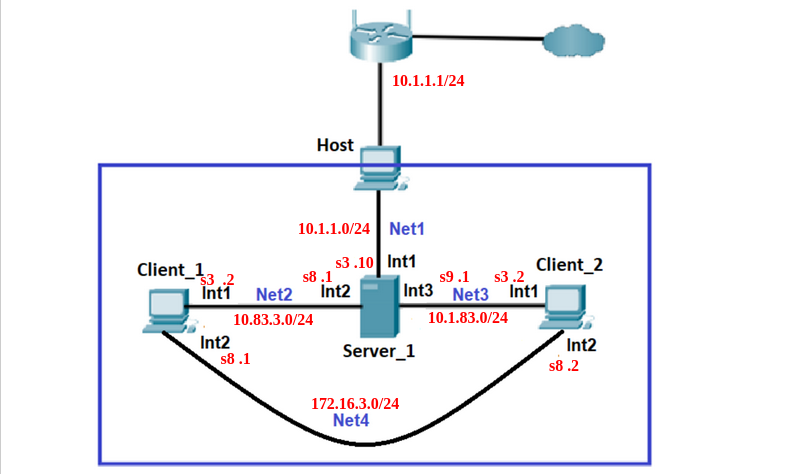 10.1.1.1/24
Host
10.1.1.0/24 Net1
s3 .10 Int1
Client_1
s3 .2
Int1
Net2
10.83.3.0/24
s8 .1
Int2
Server_1
s9 .1
Int3
Net3
10.1.83.0/24
s3 .2
Int1
Client_2
Int2
s8 .1
Int2
s8 .2
172.16.3.0/24
Net4